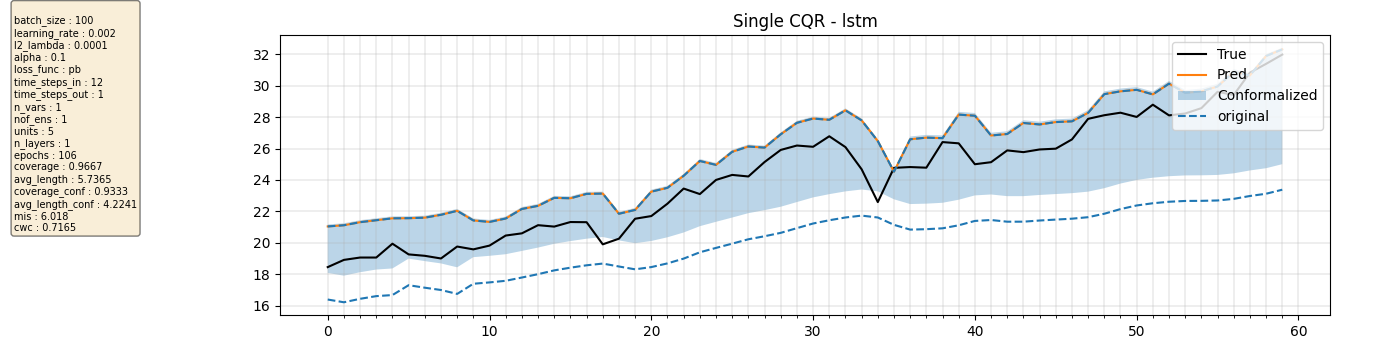 batch_size : 100
learning_rate : 0.002
l2_lambda : 0.0001
alpha : 0.1
loss_func : pb
time_steps_in : 12
time_steps_out : 1
n_vars : 1
nof_ens : 1
units : 5
n_layers : 1
epochs : 106
coverage : 0.9667
avg_length : 5.7365
coverage_conf : 0.9333
avg_length_conf : 4.2241
mis : 6.018
cwc : 0.7165
Single CQR - lstm
32
30
28
26
24
22
20
18
16
0 10 20 30 40 50 60
True
Pred
Conformalized
original